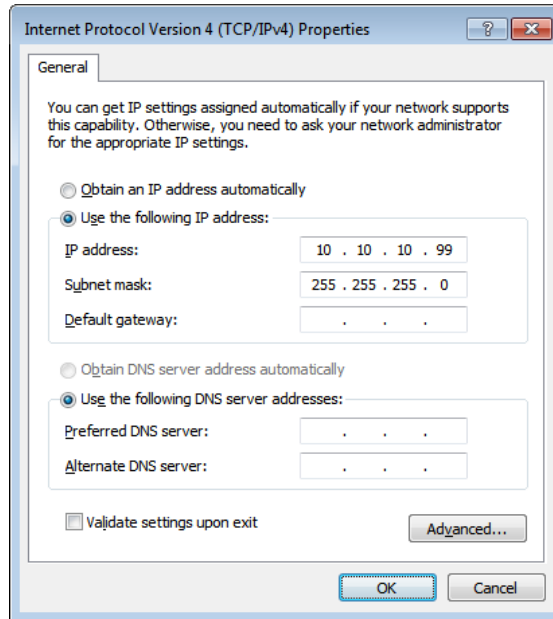 Internet Protocol Version 4 (TCP/IPv4) Properties
?
General
You can get IP settings assigned automatically if your network supports
this capability. Otherwise, you need to ask your network administrator
for the appropriate IP settings.
Obtain an IP address automatically
Use the following IP address:
IP address: 10 . 10 . 10 . 99
Subnet mask: 255 . 255 . 255 . 0
Default gateway: . . .
Obtain DNS server address automatically
Use the following DNS server addresses:
Preferred DNS server: . . .
Alternate DNS server: . . .
Validate settings upon exit
Advanced...
OK Cancel